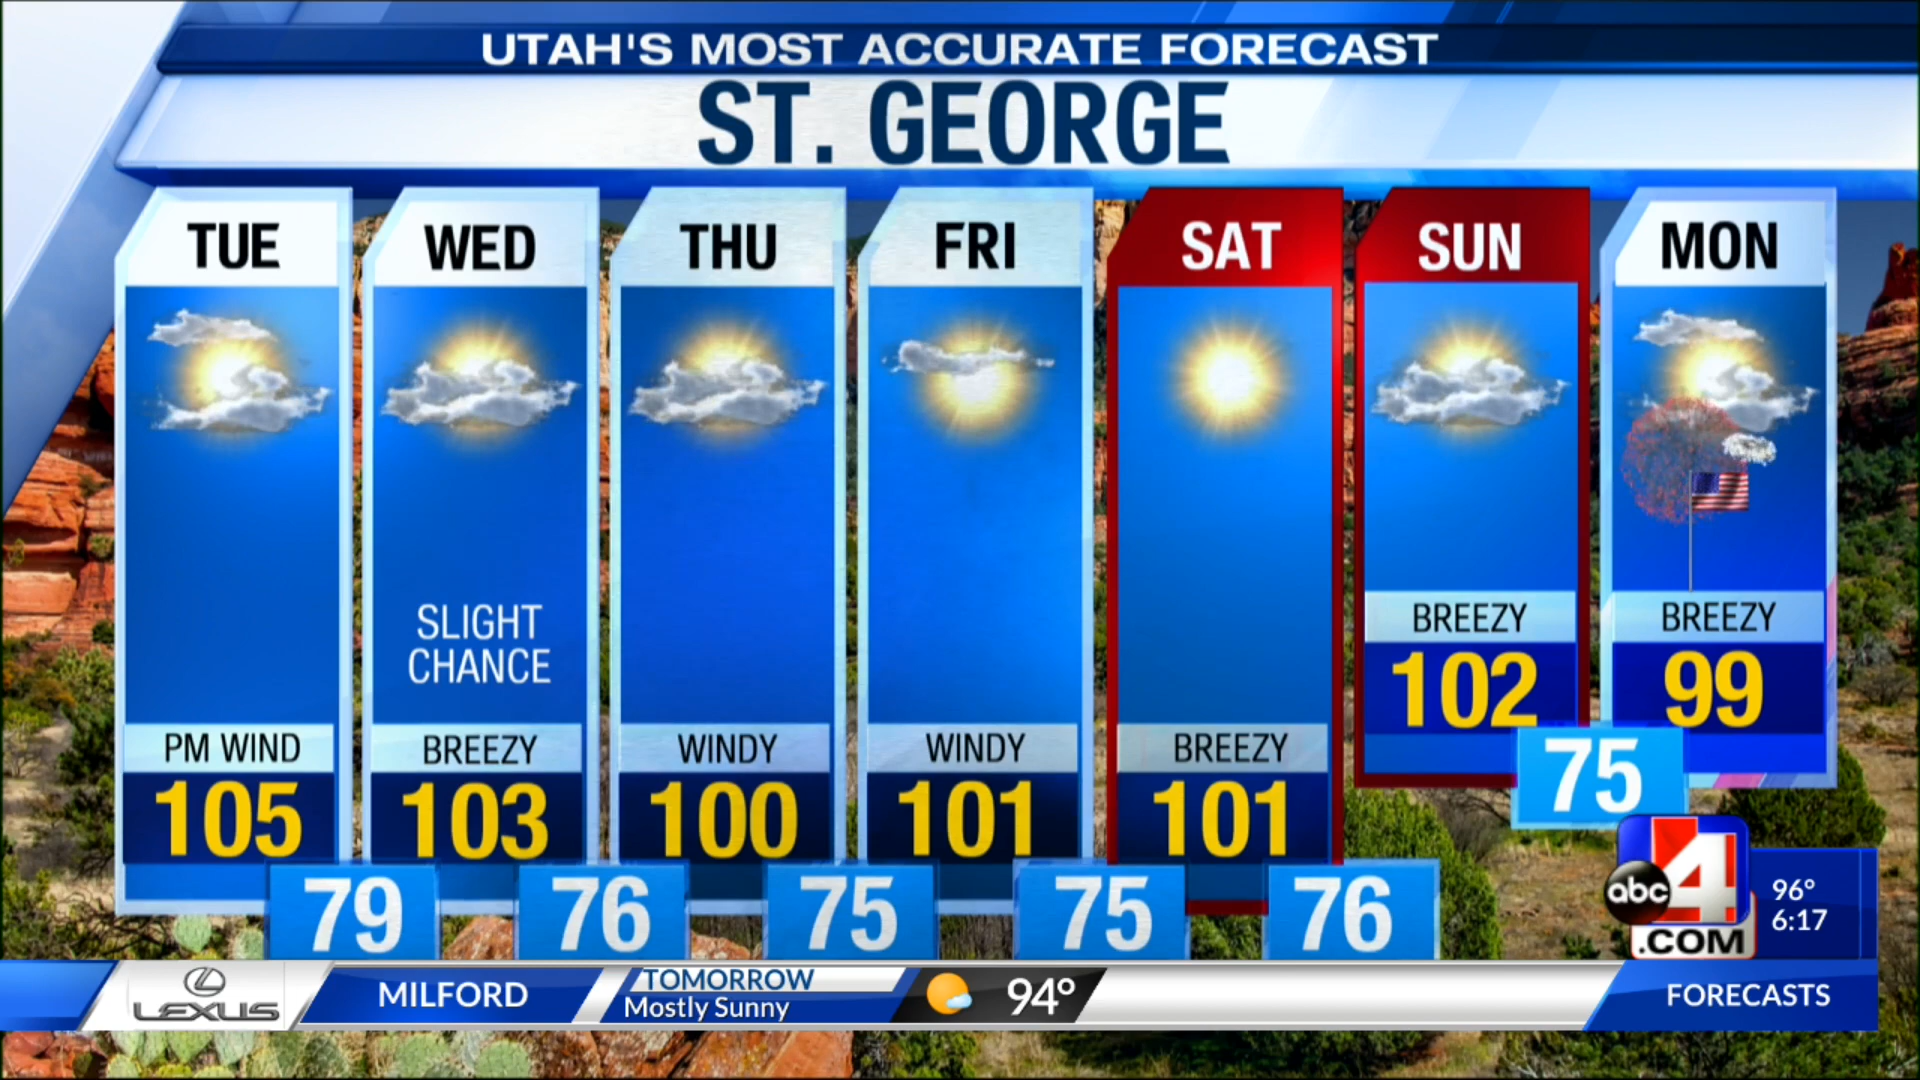 UTAH'S MOST ACCURATE FORECAST
ST. GEORGE
TUE
WED
THU
FRI
SAT
SUN
MON
SLIGHT
CHANCE
PM WIND
BREEZY
WINDY
WINDY
BREEZY
BREEZY
BREEZY
105
103
100
101
101
102
99
79
76
75
75
76
75
abc
4
.COM
96°
6:17
LEXUS
MILFORD
TOMORROW
Mostly Sunny
94°
FORECASTS